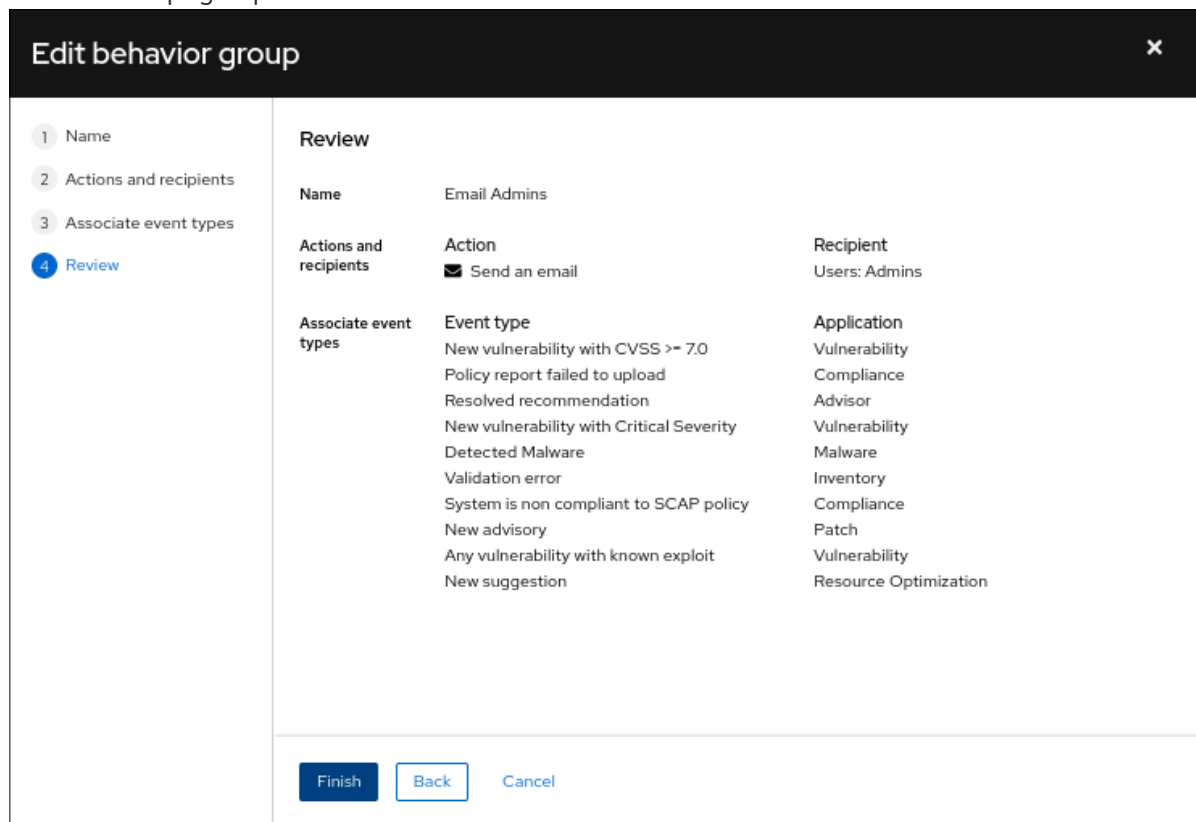 Edit behavior group
1 Name
2 Actions and recipients
3 Associate event types
4 Review
Review
Name Email Admins
Actions and recipients
Action Recipient
Send an email Users: Admins
Associate event types
Event type Application
New vulnerability with CVSS >= 7.0 Vulnerability
Policy report failed to upload Compliance
Resolved recommendation Advisor
New vulnerability with Critical Severity Vulnerability
Detected Malware Malware
Validation error Inventory
System is non compliant to SCAP policy Compliance
New advisory Patch
Any vulnerability with known exploit Vulnerability
New suggestion Resource Optimization
Finish Back Cancel